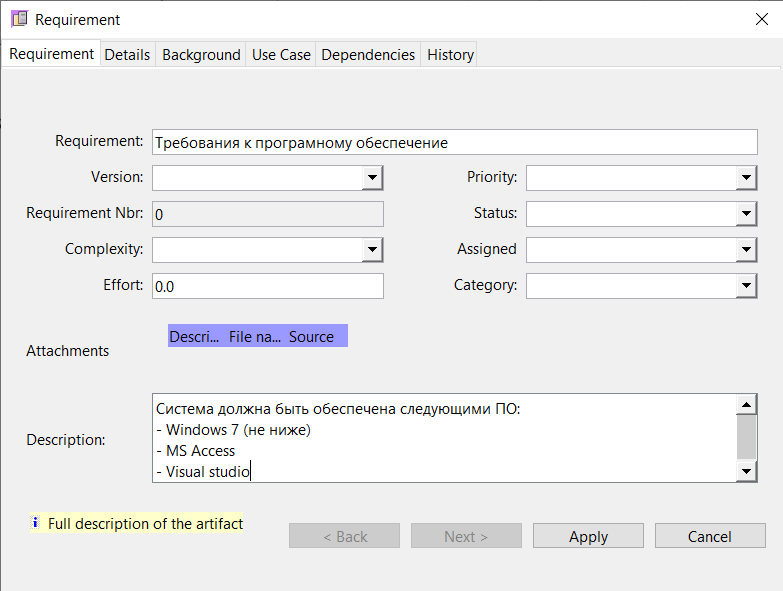 Requirement
Requirement Details Background Use Case Dependencies History
Requirement: Требования к програмному обеспечение
Version: Priority:
Requirement Nbr: 0 Status:
Complexity: Assigned
Effort: 0.0 Category:
Descri... File na... Source
Attachments
Система должна быть обеспечена следующими ПО:
- Windows 7 (не ниже)
Description:
- MS Access
- Visual studio
i Full description of the artifact
< Back Next > Apply Cancel